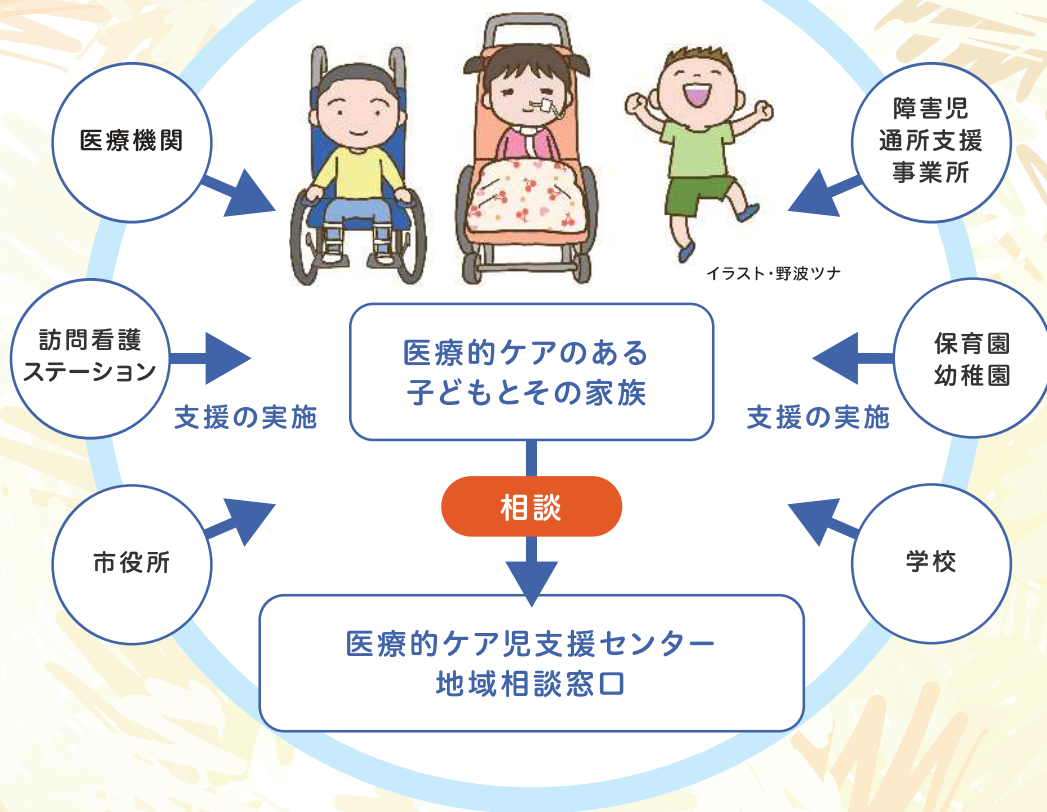 医療機関
障害児
通所支援
事業所
イラスト・野波ツナ
訪問看護
ステーション
医療的ケアのある
子どもとその家族
保育園
幼稚園
支援の実施
支援の実施
相談
市役所
学校
医療的ケア児支援センター
地域相談窓口